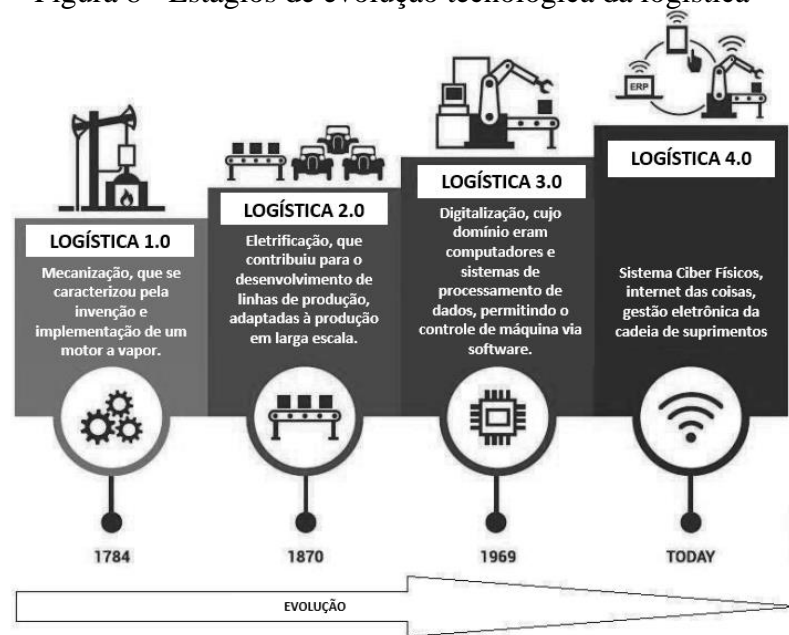 Figura 8 - Estágios de evolução tecnológica da logística
ERP
LOGÍSTICA 1.0
Mecanização, que se
caracterizou pela
invenção e
implementação de um
motor a vapor.
LOGÍSTICA 2.0
Eletrificação, que
contribuiu para o
desenvolvimento de
linhas de produção,
adaptadas à produção
em larga escala.
LOGÍSTICA 3.0
Digitalização, cujo
domínio eram
computadores e
sistemas de
processamento de
dados, permitindo o
controle de máquina via
software.
LOGÍSTICA 4.0
Sistema Ciber Físicos,
internet das coisas,
gestão eletrônica da
cadeia de suprimentos
1784
1870
1969
TODAY
EVOLUÇÃO